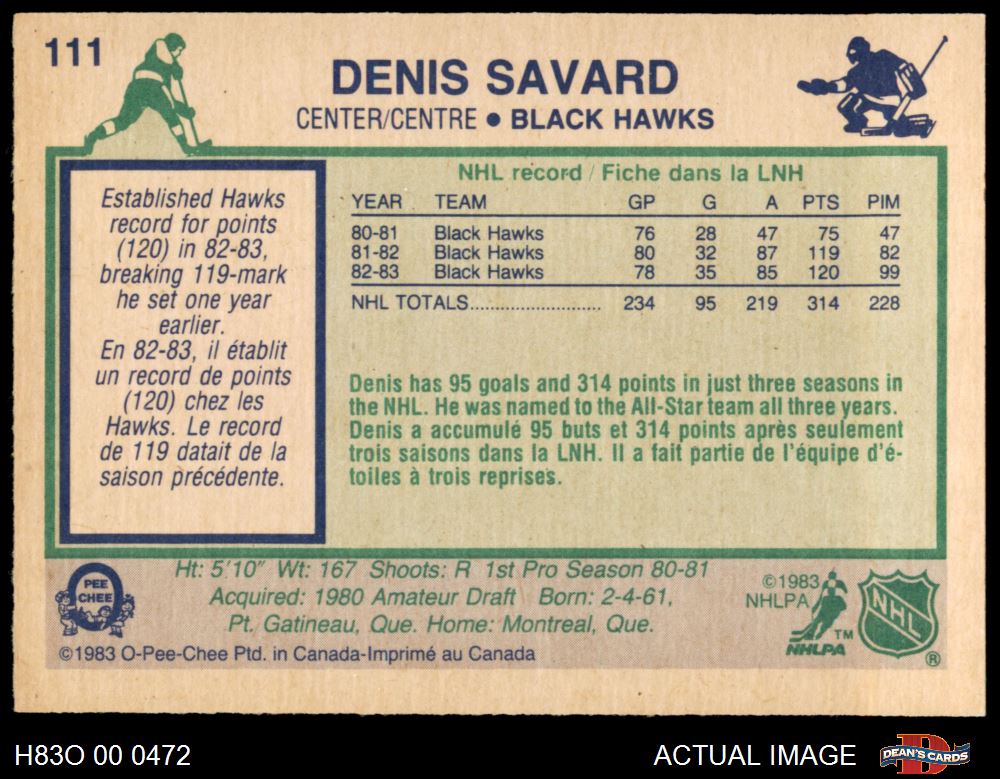 111
DENIS SAVARD
CENTER/CENTRE • BLACK HAWKS
Established Hawks
record for points
(120) in 82-83,
breaking 119-mark
he set one year
earlier.
En 82-83, il établit
un record de points
(120) chez les
Hawks. Le record
de 119 datait de la
saison précédente.
NHL record / Fiche dans la LNH
YEAR TEAM GP G A PTS PIM
80-81 Black Hawks 76 28 47 75 47
81-82 Black Hawks 80 32 87 119 82
82-83 Black Hawks 78 35 85 120 99
NHL TOTALS........................... 234 95 219 314 228
Denis has 95 goals and 314 points in just three seasons in
the NHL. He was named to the All-Star team all three years.
Denis a accumulé 95 buts et 314 points après seulement
trois saisons dans la LNH. Il a fait partie de l'équipe d'é-
toiles à trois reprises.
O PEE CHEE
Ht: 5'10" Wt: 167 Shoots: R 1st Pro Season 80-81
Acquired: 1980 Amateur Draft Born: 2-4-61,
Pt. Gatineau, Que. Home: Montreal, Que.
©1983 O-Pee-Chee Ptd. in Canada-Imprimé au Canada
©1983
NHLPA
TM
NHLPA
NHL
®
H83O 00 0472
ACTUAL IMAGE
DEAN'S CARDS